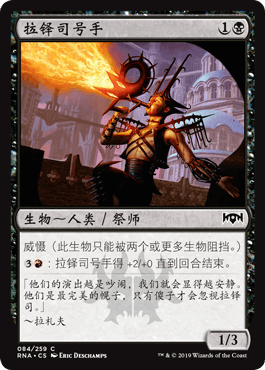 拉铎司号手 1
生物～人类 / 祭师
威慑（此生物只能被两个或更多生物阻挡。）
3：拉铎司号手得+2/+0直到回合结束。
「他们的演出越是吵闹，我们就会显得越安静。
他们是最完美的幌子，只有傻子才会忽视拉铎
司。」
～拉札夫
1/3
084/259 C
RNA • CS ERIC DESCHAMPS
™ & © 2019 Wizards of the Coast